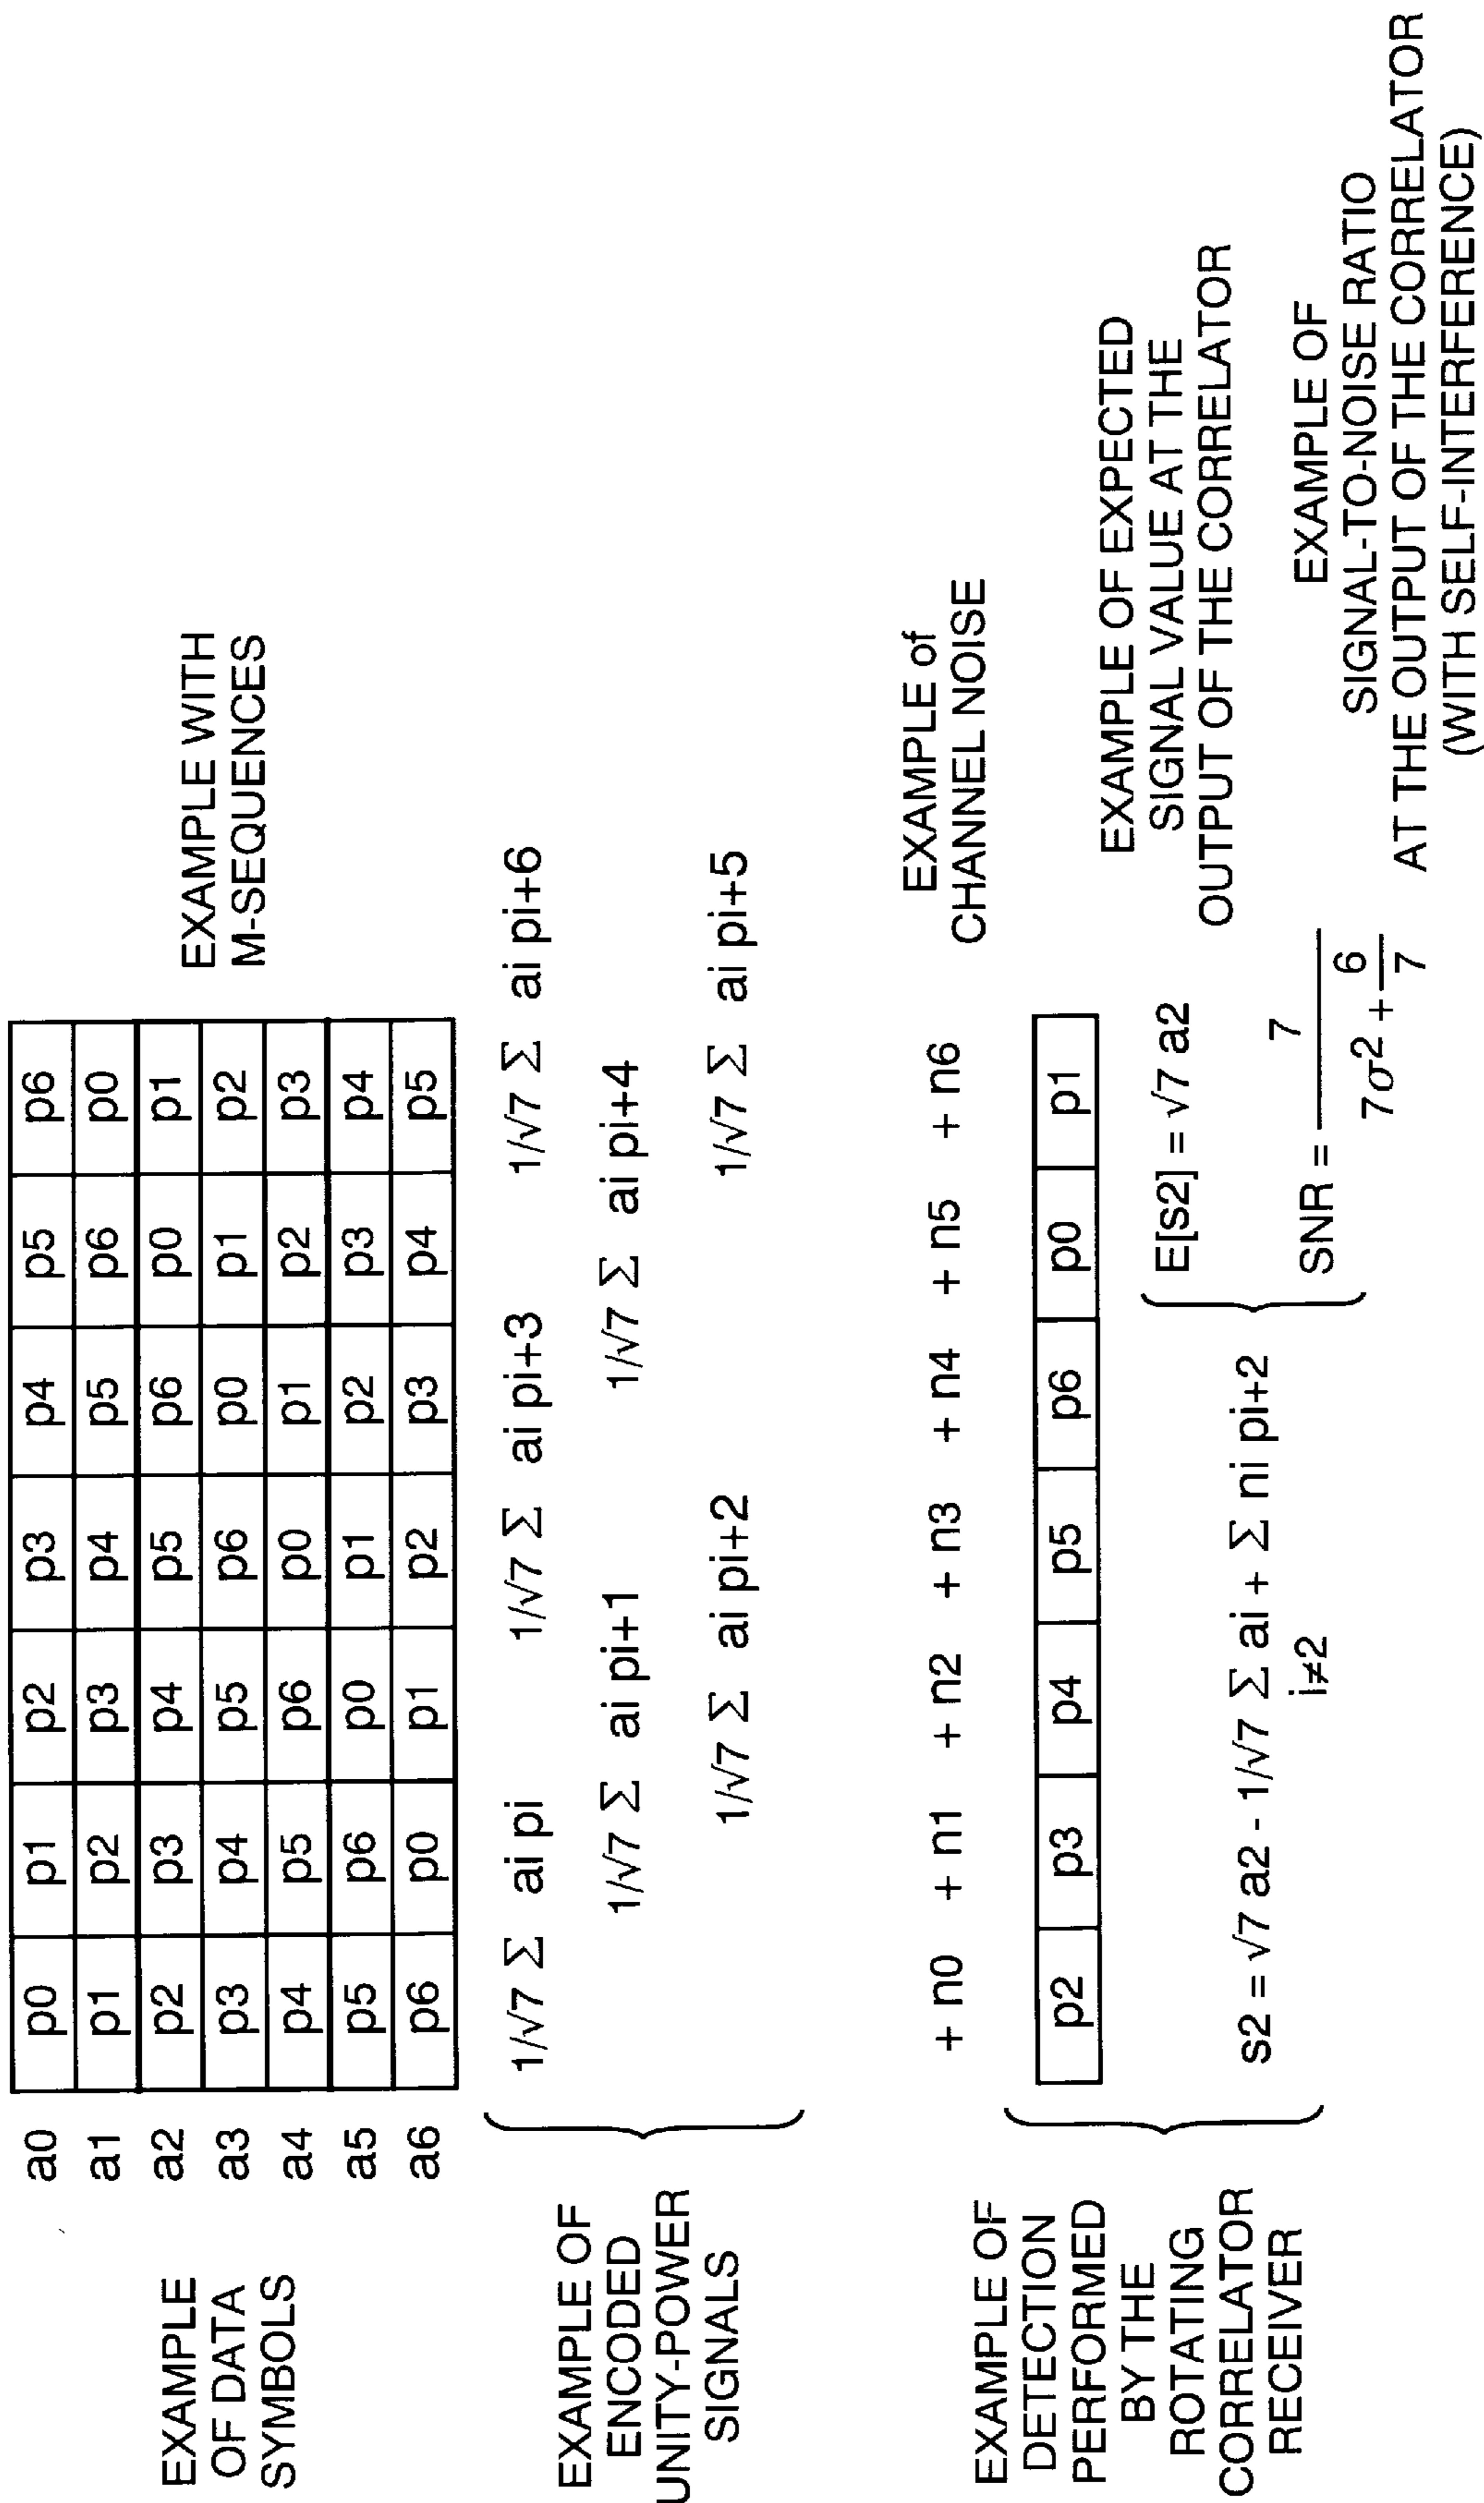 EXAMPLE
OF DATA
SYMBOLS
a0 p0 p1 p2 p3 p4 p5 p6
a1 p1 p2 p3 p4 p5 p6 p0
a2 p2 p3 p4 p5 p6 p0 p1
a3 p3 p4 p5 p6 p0 p1 p2
a4 p4 p5 p6 p0 p1 p2 p3
a5 p5 p6 p0 p1 p2 p3 p4
a6 p6 p0 p1 p2 p3 p4 p5
EXAMPLE WITH
M-SEQUENCES
EXAMPLE OF
ENCODED
UNITY-POWER
SIGNALS
1/√7 Σ ai pi 1/√7 Σ ai pi+3 1/√7 Σ ai pi+6
1/√7 Σ ai pi+1 1/√7 Σ ai pi+4
1/√7 Σ ai pi+2 1/√7 Σ ai pi+5
+ n0 + n1 + n2 + n3 + n4 + n5 + n6
EXAMPLE of
CHANNEL NOISE
EXAMPLE OF
DETECTION
PERFORMED
BY THE
ROTATING
CORRELATOR
RECEIVER
p2 p3 p4 p5 p6 p0 p1
s2 = √7 a2 - 1/√7 Σ ai + Σ ni pi+2
i≠2
E[s2] = √7 a2
EXAMPLE OF EXPECTED
SIGNAL VALUE AT THE
OUTPUT OF THE CORRELATOR
SNR = 7 / (7σ² + 6/7)
EXAMPLE OF
SIGNAL-TO-NOISE RATIO
AT THE OUTPUT OF THE CORRELATOR
(WITH SELF-INTERFERENCE)